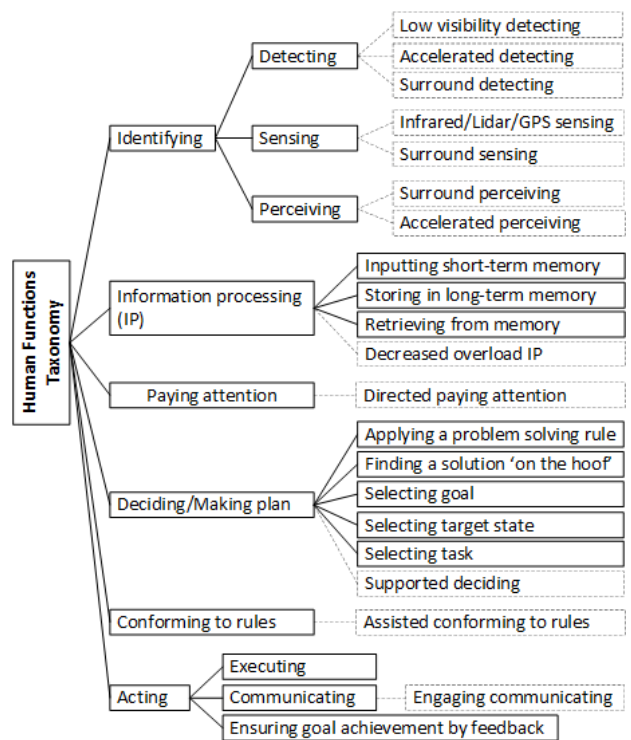 Human Functions
Taxonomy
Identifying
Detecting
Low visibility detecting
Accelerated detecting
Surround detecting
Sensing
Infrared/Lidar/GPS sensing
Surround sensing
Perceiving
Surround perceiving
Accelerated perceiving
Information processing
(IP)
Inputting short-term memory
Storing in long-term memory
Retrieving from memory
Decreased overload IP
Paying attention
Directed paying attention
Deciding/Making plan
Applying a problem solving rule
Finding a solution ‘on the hoof’
Selecting goal
Selecting target state
Selecting task
Supported deciding
Conforming to rules
Assisted conforming to rules
Acting
Executing
Communicating
Engaging communicating
Ensuring goal achievement by feedback